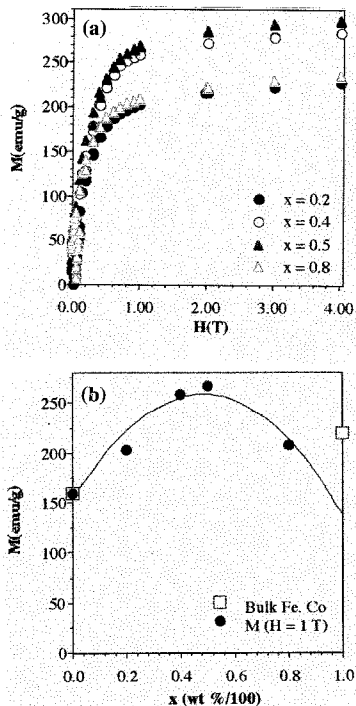 (a)
300
250
200
150
100
50
0
M(emu/g)
x = 0.2
x = 0.4
x = 0.5
x = 0.8
0.00 1.00 2.00 3.00 4.00
H(T)
(b)
250
200
150
100
50
0
M(emu/g)
Bulk Fe. Co
M (H = 1 T)
0.0 0.2 0.4 0.6 0.8 1.0
x (wt %/100)